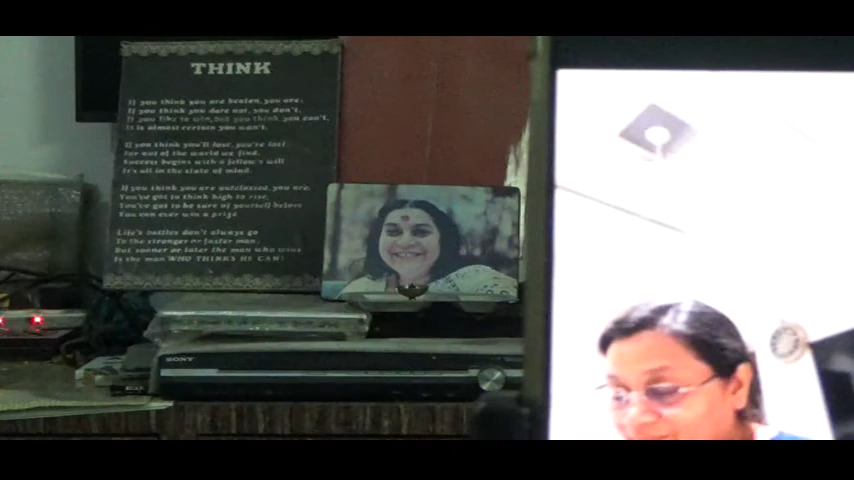 THINK
If you think you are beaten, you are.
If you think you dare not, you don't,
If you like to win, but you think you can't,
It is almost certain you won't.
If you think you'll lose, you're lost
For out of the world we find,
Success begins with a fellow's will
It's all in the state of mind.
If you think you are outclassed, you are,
You've got to think high to rise,
You've got to be sure of yourself before
You can ever win a prize
Life's battles don't always go
To the stronger or faster man,
But sooner or later the man who wins
Is the man WHO THINKS HE CAN!
SONY